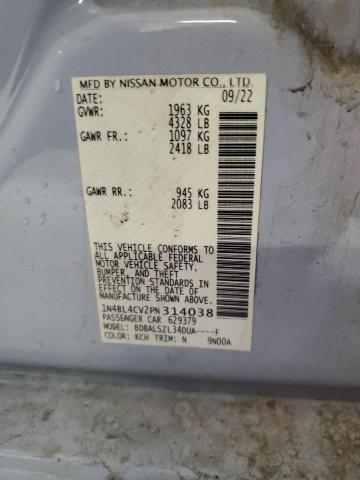 MFD BY NISSAN MOTOR CO., LTD.
DATE: 09/22
GVWR: 1963 KG
4328 LB
GAWR FR: 1097 KG
2418 LB
GAWR RR: 945 KG
2083 LB
THIS VEHICLE CONFORMS TO
ALL APPLICABLE FEDERAL
MOTOR VEHICLE SAFETY,
BUMPER, AND THEFT
PREVENTION STANDARDS
IN EFFECT ON THE DATE OF
MANUFACTURE SHOWN ABOVE.
1N4BL4CV2PN314038
PASSENGER CAR 629379
MODEL: BDBALSZL34DUA----F
COLOR: KCH TRIM: N 9N00A